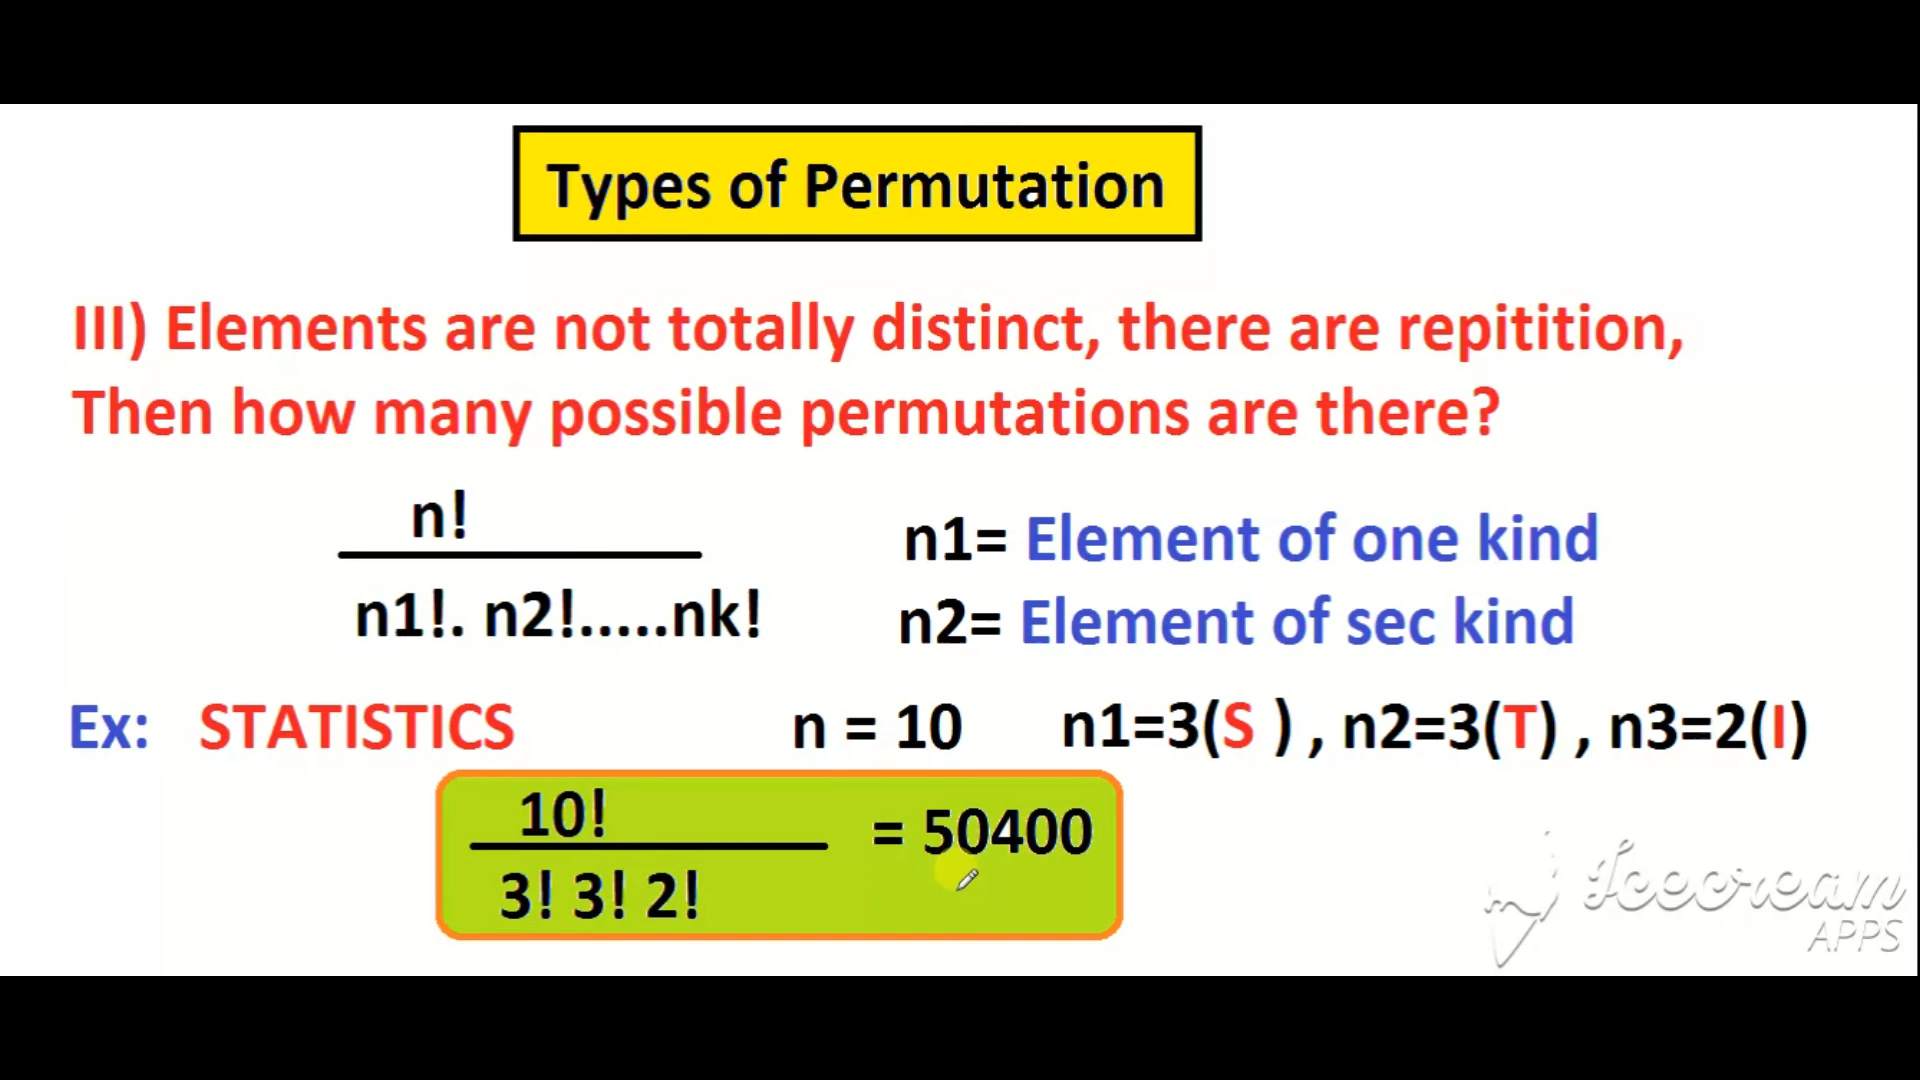 Types of Permutation
III) Elements are not totally distinct, there are repitition,
Then how many possible permutations are there?
n!
n1!. n2!.....nk!
n1= Element of one kind
n2= Element of sec kind
Ex: STATISTICS n = 10 n1=3(S ) , n2=3(T) , n3=2(I)
10!
3! 3! 2!
= 50400
Icecream
APPS